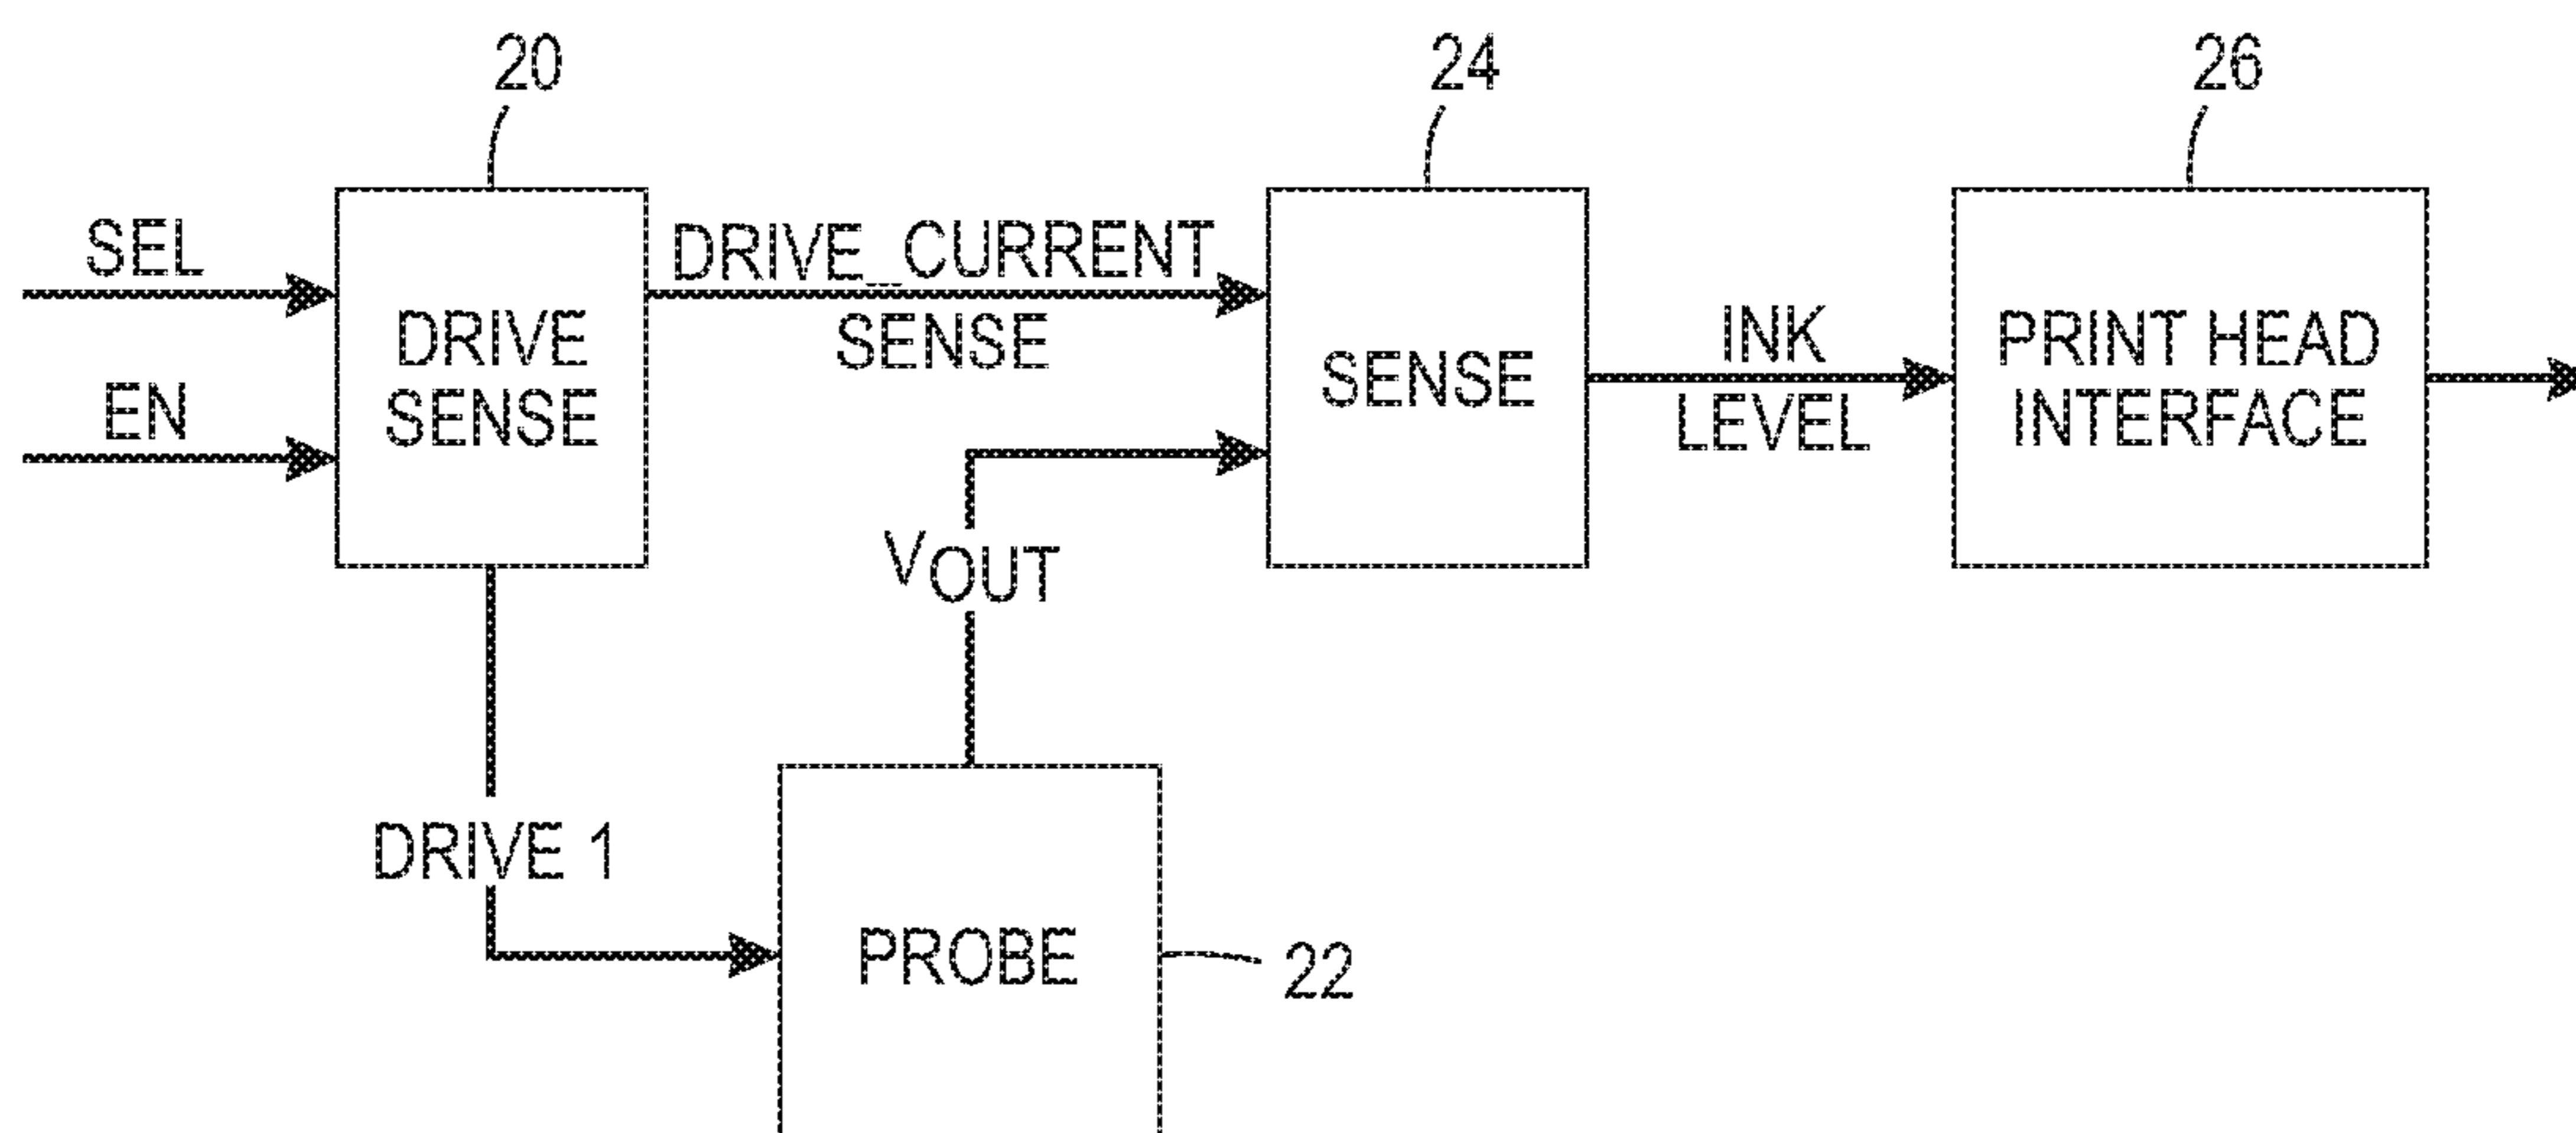 20
24
26
SEL
EN
DRIVE
SENSE
DRIVE_CURRENT
SENSE
SENSE
INK
LEVEL
PRINT HEAD
INTERFACE
VOUT
DRIVE 1
PROBE
22